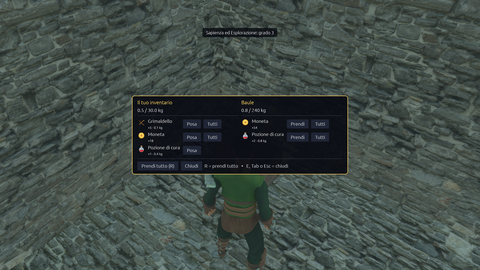 Sapienza ed Esplorazione: grado 3
Il tuo inventario
0.5 / 30.0 kg
Grimaldello
Posa Tutti
Moneta
Posa Tutti
Pozione di cura
Posa
Baule
0.8 / 240 kg
Moneta
Prendi Tutti
Pozione di cura
Prendi Tutti
Prendi tutto (R) Chiudi R = prendi tutto • E, Tab o Esc = chiudi